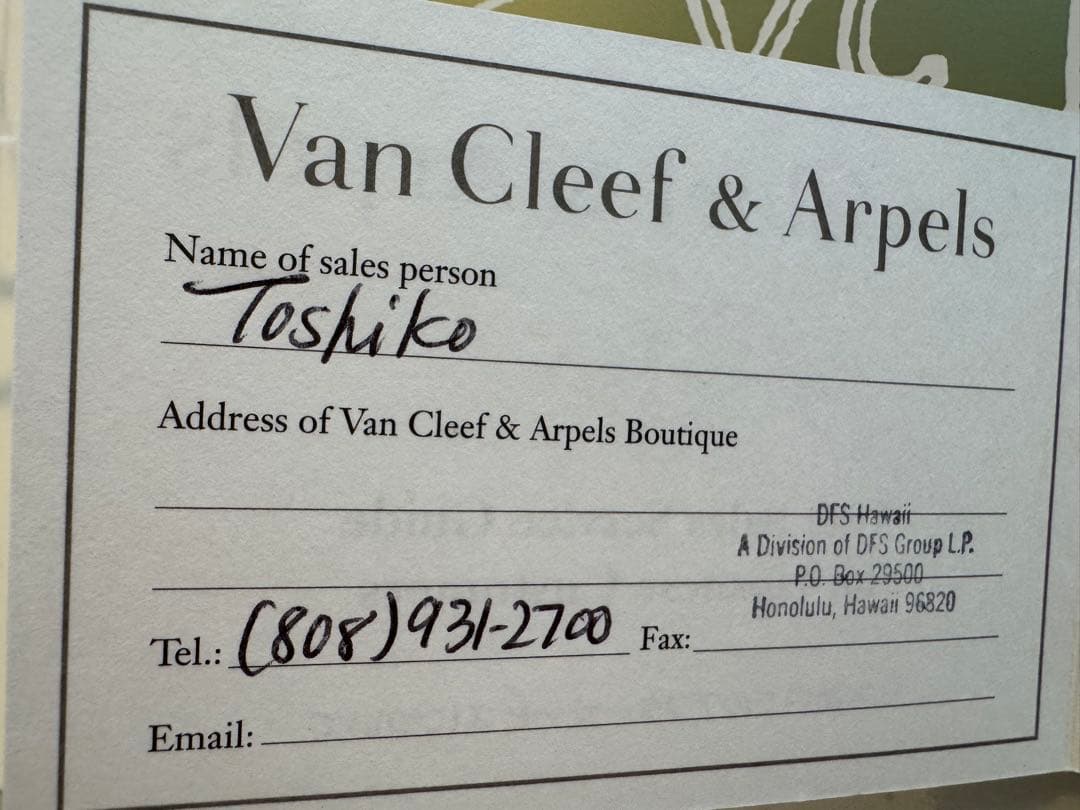 Van Cleef & Arpels
Name of sales person
Toshiko
Address of Van Cleef & Arpels Boutique
DFS Hawaii
A Division of DFS Group L.P.
P.O. Box 29500
Honolulu, Hawaii 96820
Tel.: (808)931-2700 Fax:
Email: